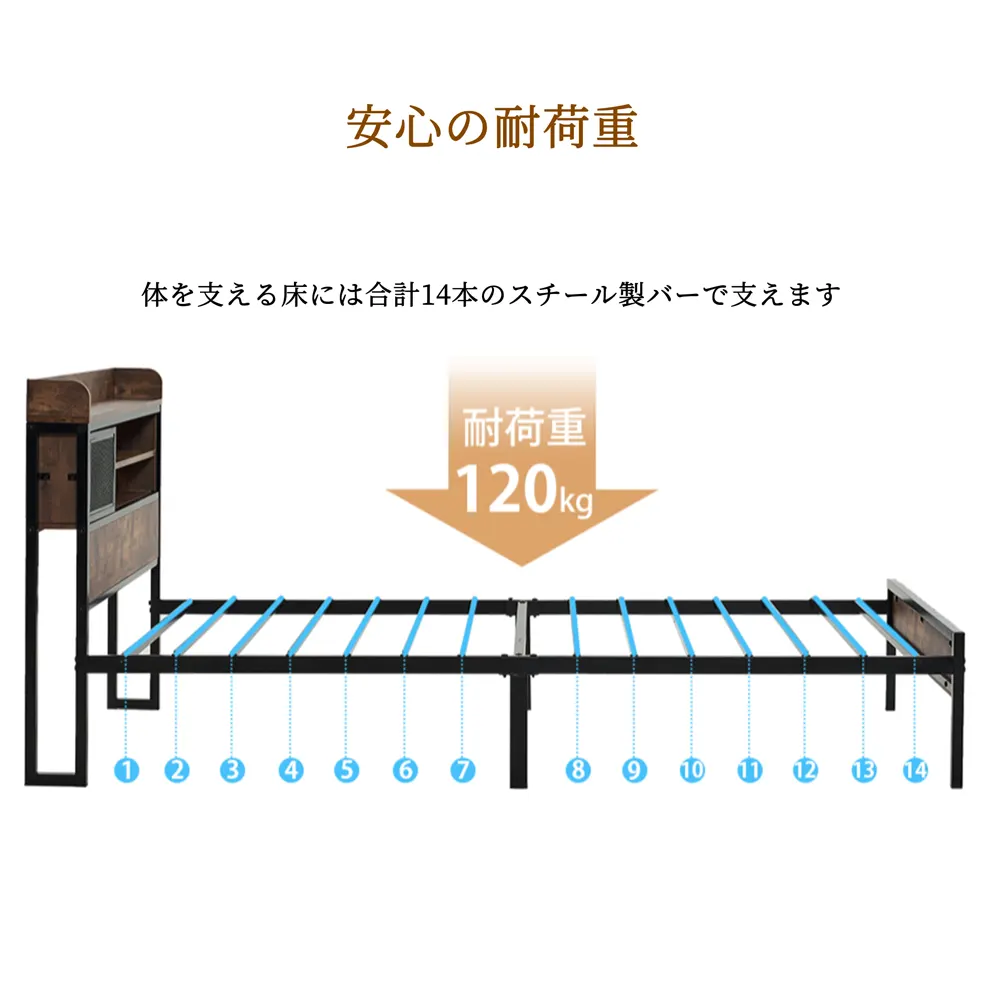 安心の耐荷重
体を支える床には合計14本のスチール製バーで支えます
耐荷重
120kg
1 2 3 4 5 6 7 8 9 10 11 12 13 14